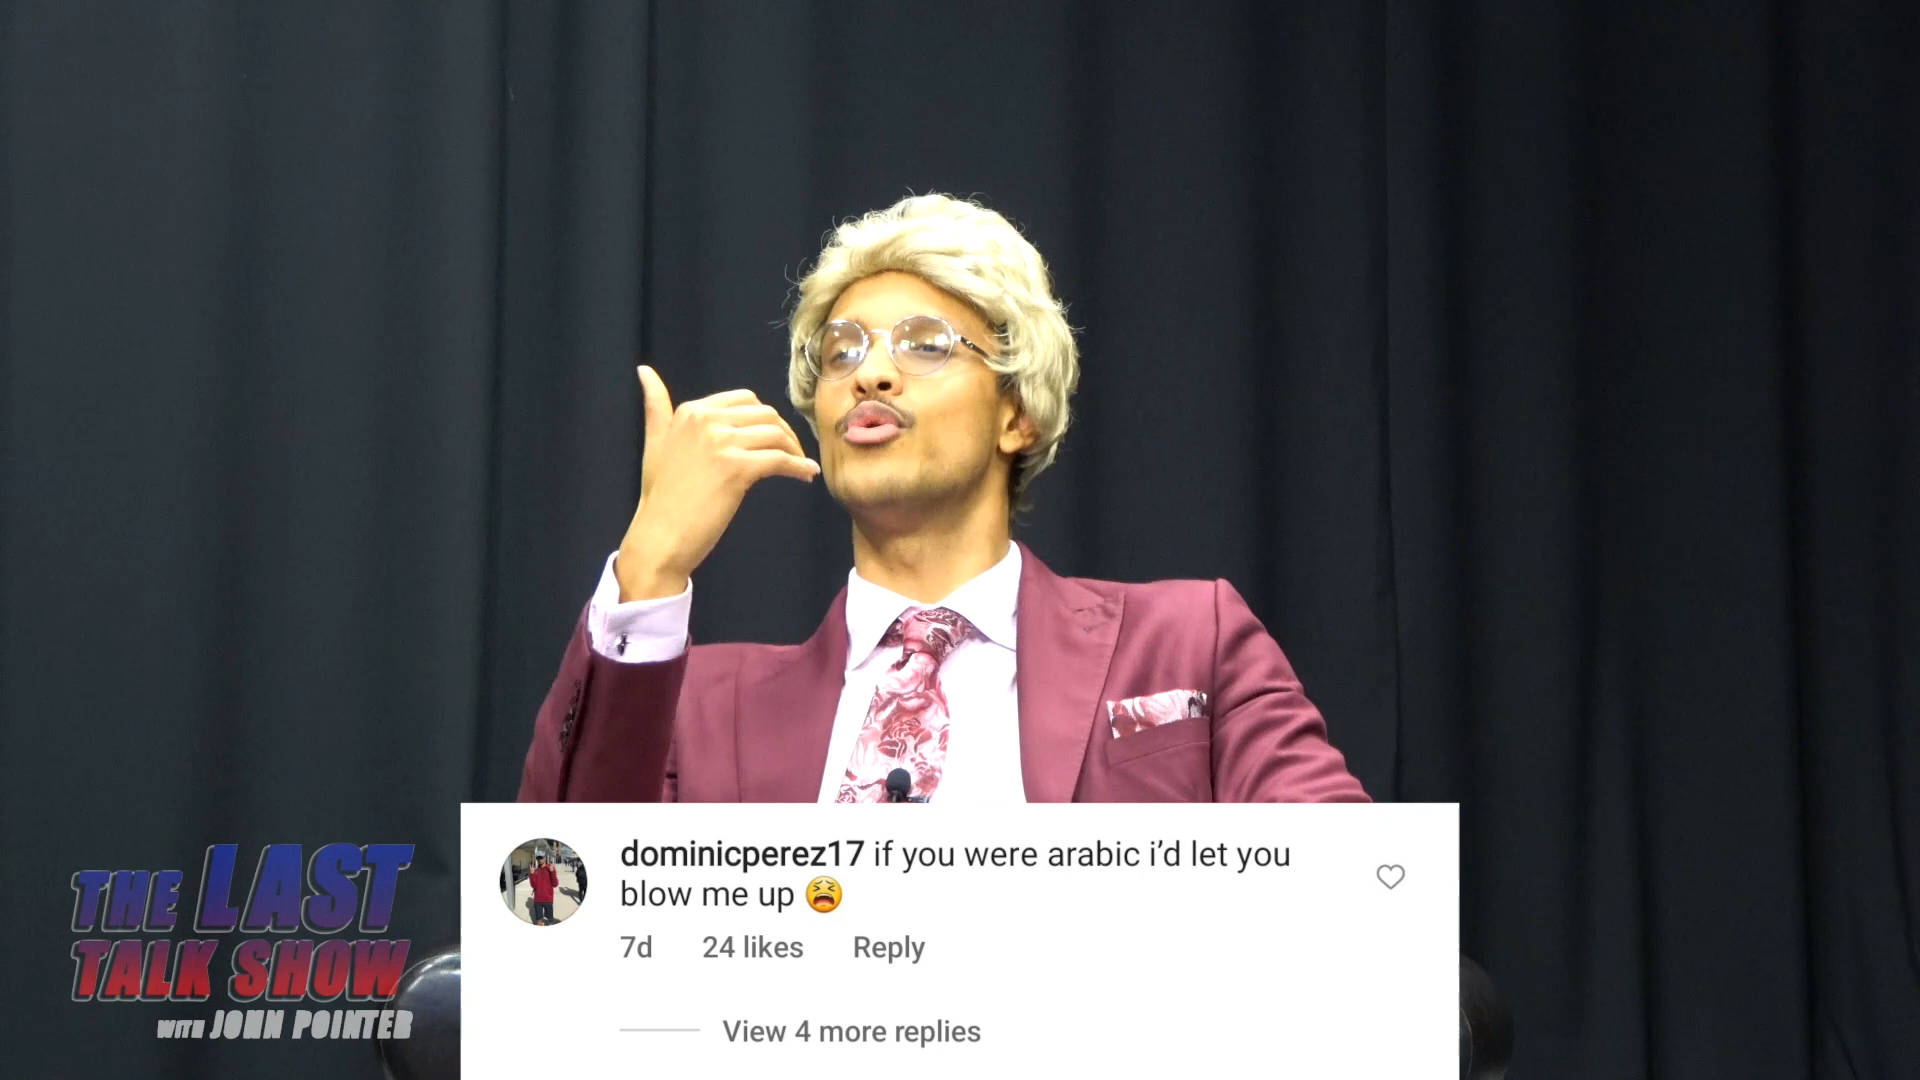 dominicperez17 if you were arabic i'd let you
blow me up 😫
7d 24 likes Reply
View 4 more replies
THE LAST
TALK SHOW
WITH JOHN POINTER